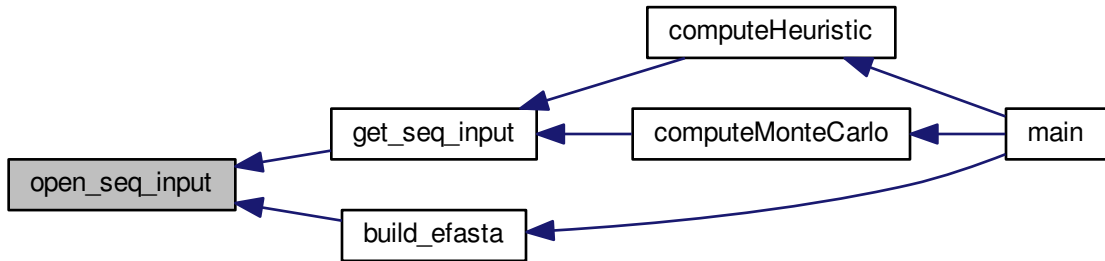 computeHeuristic
get_seq_input
computeMonteCarlo
main
open_seq_input
build_efasta